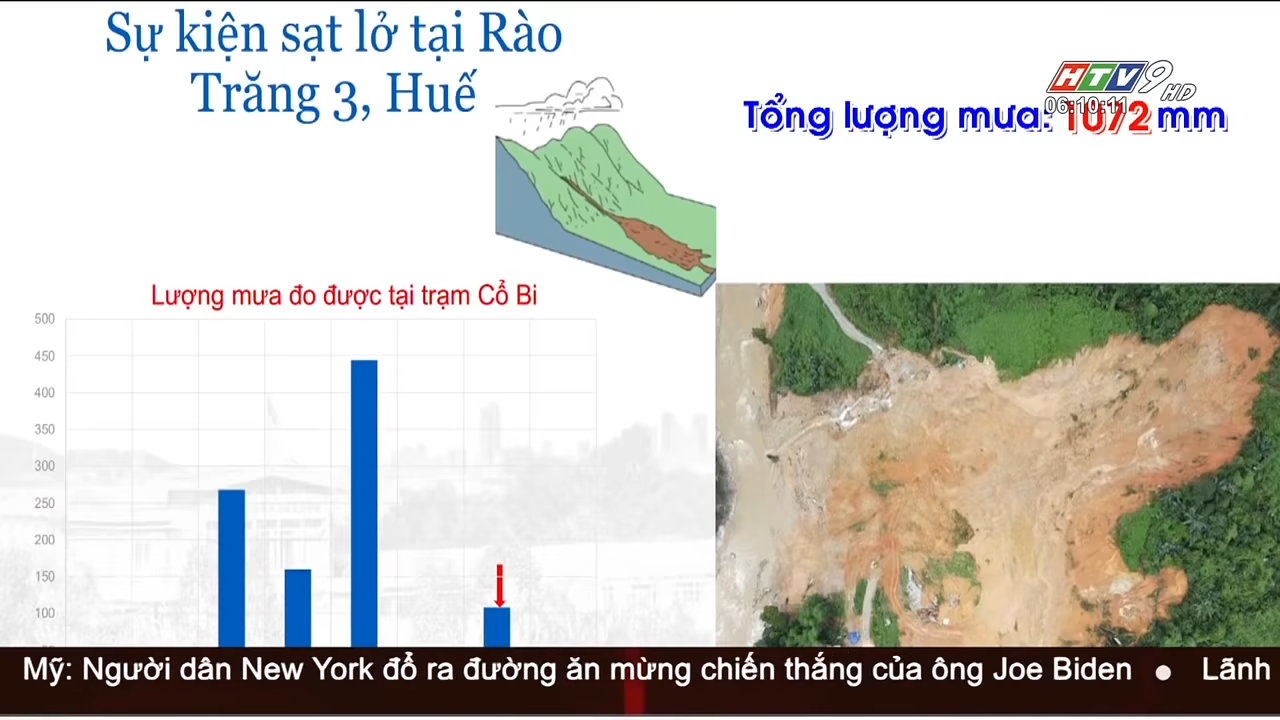 Sự kiện sạt lở tại Rào
Trăng 3, Huế
HTV9 HD
06:10:11
Tổng lượng mưa: 1072 mm
Lượng mưa đo được tại trạm Cổ Bi
500
450
400
350
300
250
200
150
100
Mỹ: Người dân New York đổ ra đường ăn mừng chiến thắng của ông Joe Biden ● Lãnh